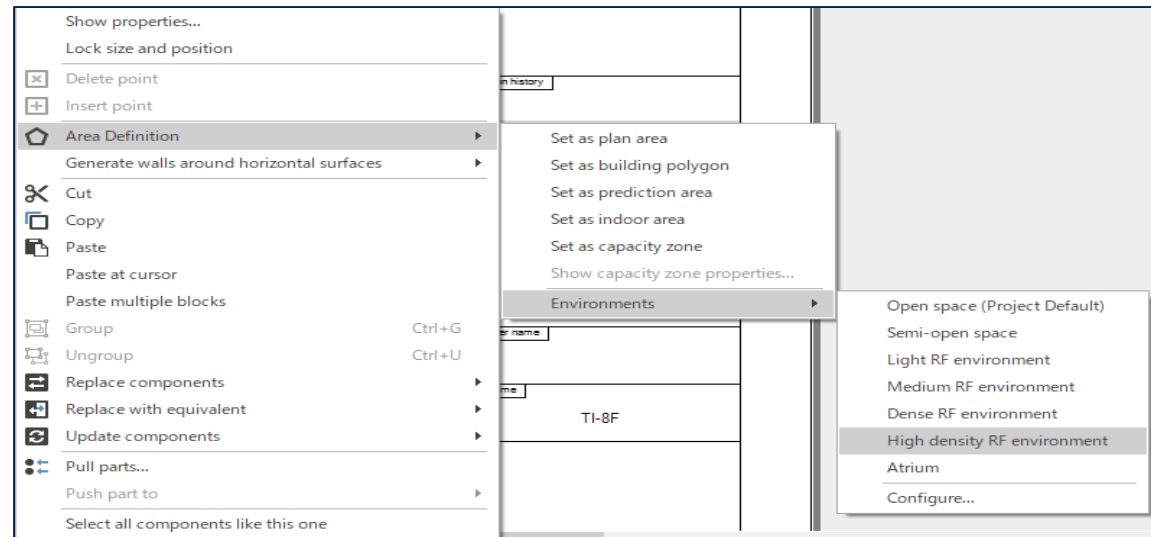 Show properties...
Lock size and position
Delete point
Insert point
Area Definition
Generate walls around horizontal surfaces
Cut
Copy
Paste
Paste at cursor
Paste multiple blocks
Group Ctrl+G
Ungroup Ctrl+U
Replace components
Replace with equivalent
Update components
Pull parts...
Push part to
Select all components like this one
n history
Set as plan area
Set as building polygon
Set as prediction area
Set as indoor area
Set as capacity zone
Show capacity zone properties...
Environments
er name
me
TI-8F
Open space (Project Default)
Semi-open space
Light RF environment
Medium RF environment
Dense RF environment
High density RF environment
Atrium
Configure...